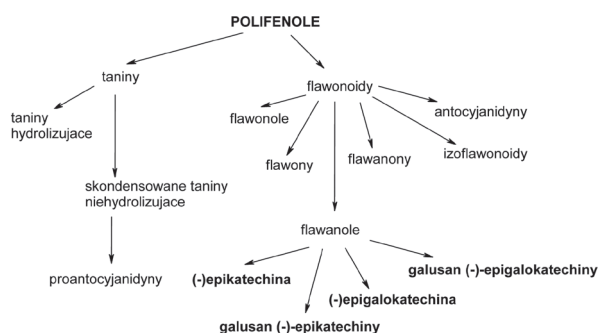 POLIFENOLE
taniny
flawonoidy
taniny
hydrolizujace
flawonole
antocyjanidyny
flawony
flawanony
izoflawonoidy
skondensowane taniny
niehydrolizujace
flawanole
proantocyjanidyny
(-)epikatechina
galusan (-)-epigalokatechiny
(-)epigalokatechina
galusan (-)-epikatechiny